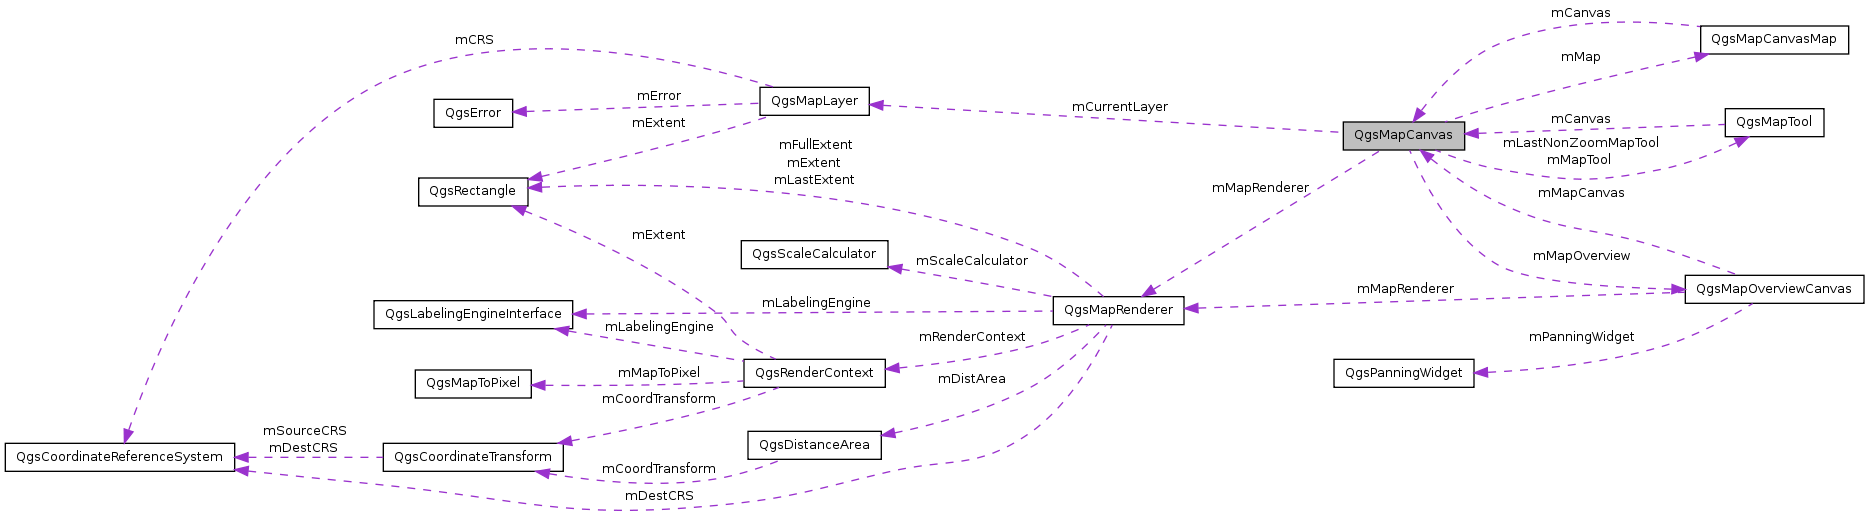 mCanvas
mCRS
QgsMapCanvasMap
mMap
mError
QgsMapLayer
mCurrentLayer
QgsError
mExtent
mCanvas
QgsMapTool
QgsMapCanvas
mLastNonZoomMapTool
mMapTool
mFullExtent
mExtent
mLastExtent
QgsRectangle
mMapRenderer
mMapCanvas
mExtent
QgsScaleCalculator
mScaleCalculator
mMapOverview
mLabelingEngine
mMapRenderer
QgsMapOverviewCanvas
QgsLabelingEngineInterface
QgsMapRenderer
mLabelingEngine
mRenderContext
mPanningWidget
QgsMapToPixel
mMapToPixel
QgsRenderContext
mDistArea
QgsPanningWidget
mCoordTransform
mSourceCRS
mDestCRS
QgsDistanceArea
QgsCoordinateReferenceSystem
QgsCoordinateTransform
mCoordTransform
mDestCRS